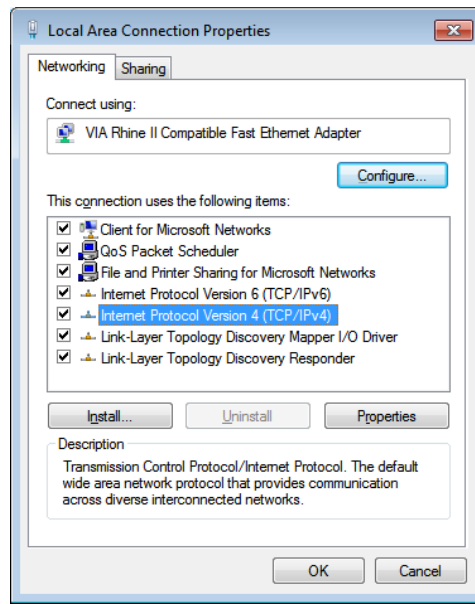 Local Area Connection Properties
Networking
Sharing
Connect using:
VIA Rhine II Compatible Fast Ethernet Adapter
Configure...
This connection uses the following items:
Client for Microsoft Networks
QoS Packet Scheduler
File and Printer Sharing for Microsoft Networks
Internet Protocol Version 6 (TCP/IPv6)
Internet Protocol Version 4 (TCP/IPv4)
Link-Layer Topology Discovery Mapper I/O Driver
Link-Layer Topology Discovery Responder
Install...
Uninstall
Properties
Description
Transmission Control Protocol/Internet Protocol. The default
wide area network protocol that provides communication
across diverse interconnected networks.
OK
Cancel